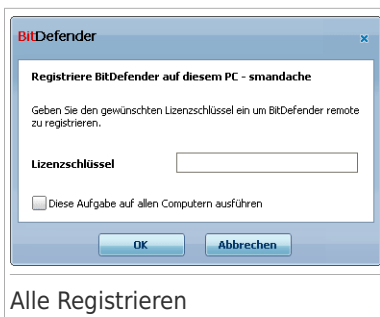 BitDefender
Registriere BitDefender auf diesem PC - smandache
Geben Sie den gewünschten Lizenzschlüssel ein um BitDefender remote
zu registrieren.
Lizenzschlüssel
Diese Aufgabe auf allen Computern ausführen
OK Abbrechen
Alle Registrieren